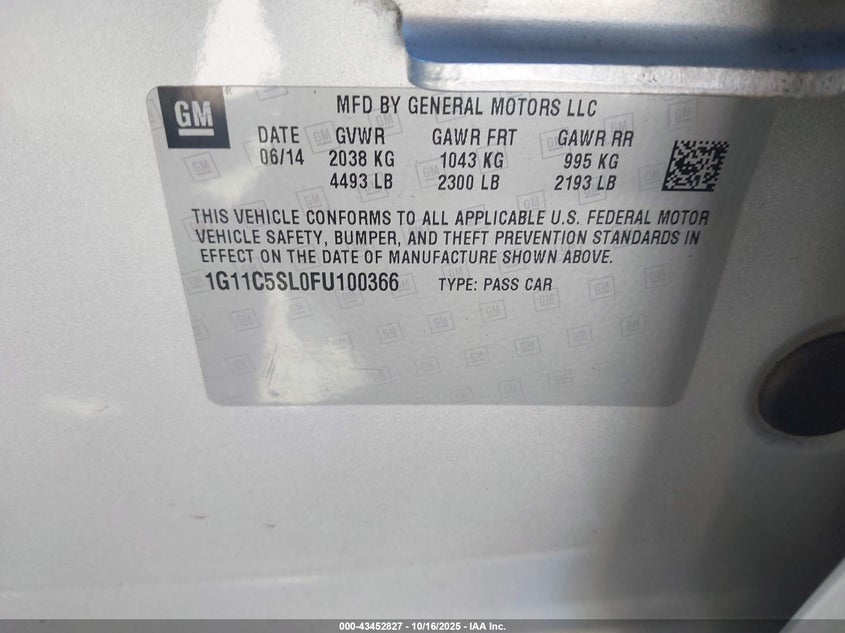 GM
MFD BY GENERAL MOTORS LLC
DATE GVWR GAWR FRT GAWR RR
06/14 2038 KG 1043 KG 995 KG
4493 LB 2300 LB 2193 LB
THIS VEHICLE CONFORMS TO ALL APPLICABLE U.S. FEDERAL MOTOR
VEHICLE SAFETY, BUMPER, AND THEFT PREVENTION STANDARDS IN
EFFECT ON THE DATE OF MANUFACTURE SHOWN ABOVE.
1G11C5SL0FU100366 TYPE: PASS CAR
000-43452827 - 10/16/2025 - IAA Inc.